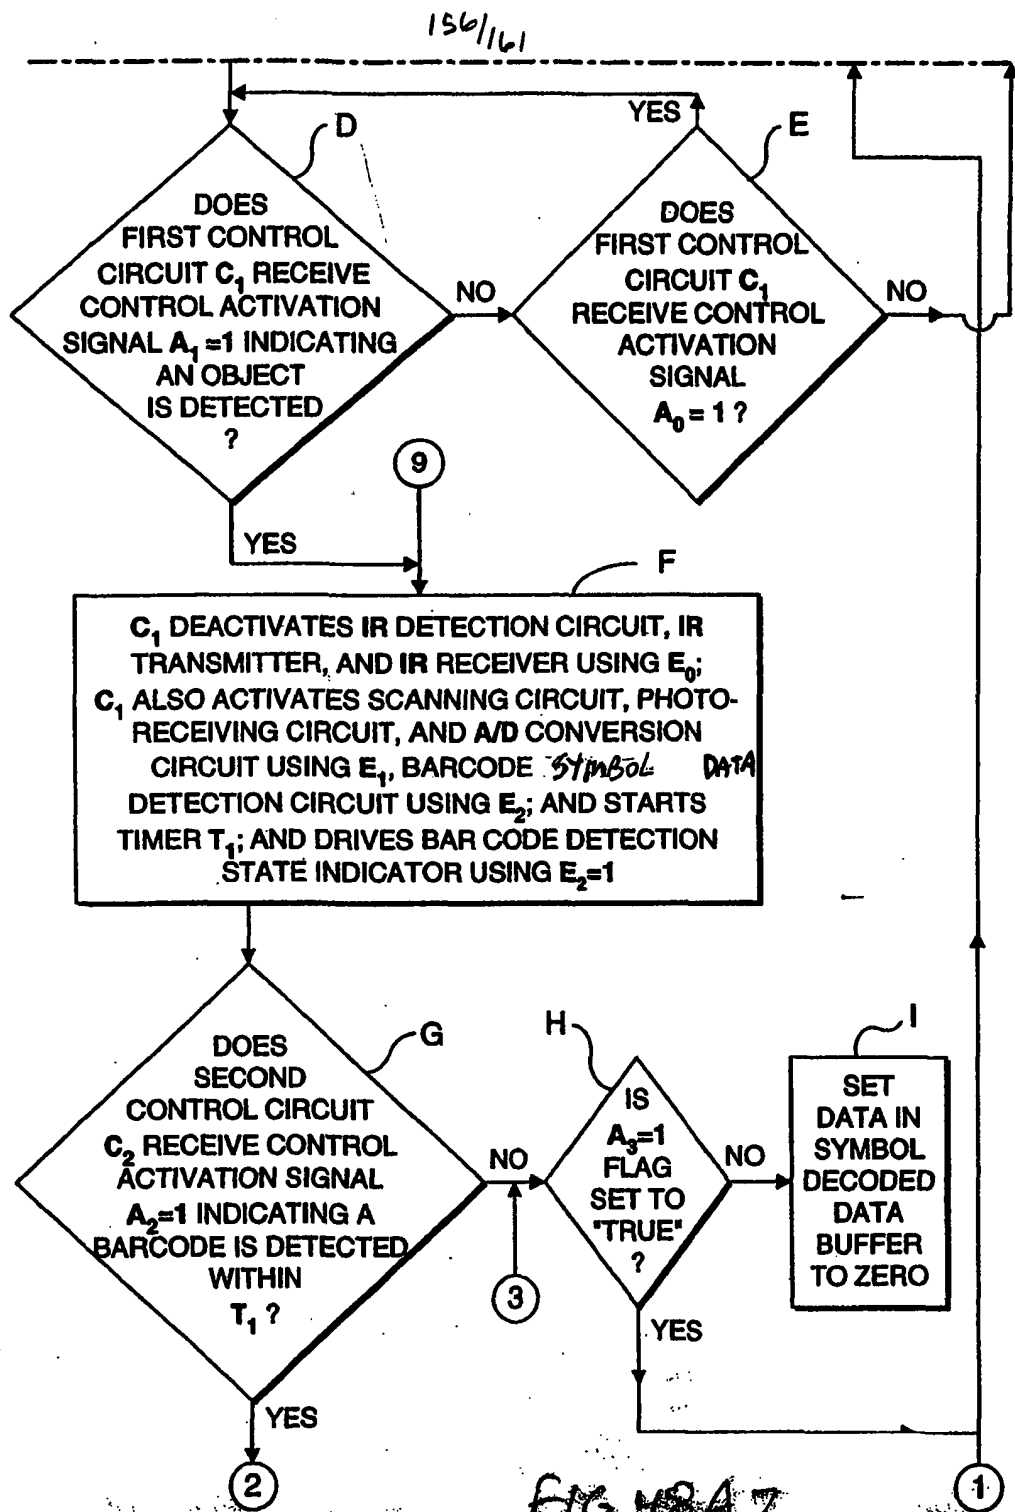 156/161
YES
D
E
DOES
FIRST CONTROL
CIRCUIT C₁ RECEIVE
CONTROL ACTIVATION
SIGNAL A₁ =1 INDICATING
AN OBJECT
IS DETECTED
?
NO
DOES
FIRST CONTROL
CIRCUIT C₁
RECEIVE CONTROL
ACTIVATION
SIGNAL
A₀ = 1 ?
NO
9
YES
F
C₁ DEACTIVATES IR DETECTION CIRCUIT, IR
TRANSMITTER, AND IR RECEIVER USING E₀;
C₁ ALSO ACTIVATES SCANNING CIRCUIT, PHOTO-
RECEIVING CIRCUIT, AND A/D CONVERSION
CIRCUIT USING E₁, BARCODE SYMBOL DATA
DETECTION CIRCUIT USING E₂; AND STARTS
TIMER T₁; AND DRIVES BAR CODE DETECTION
STATE INDICATOR USING E₂=1
G
DOES
SECOND
CONTROL CIRCUIT
C₂ RECEIVE CONTROL
ACTIVATION SIGNAL
A₂=1 INDICATING A
BARCODE IS DETECTED
WITHIN
T₁ ?
NO
3
H
IS
A₃=1
FLAG
SET TO
"TRUE"
?
NO
I
SET
DATA IN
SYMBOL
DECODED
DATA
BUFFER
TO ZERO
YES
YES
2
1
FIG. 48A7